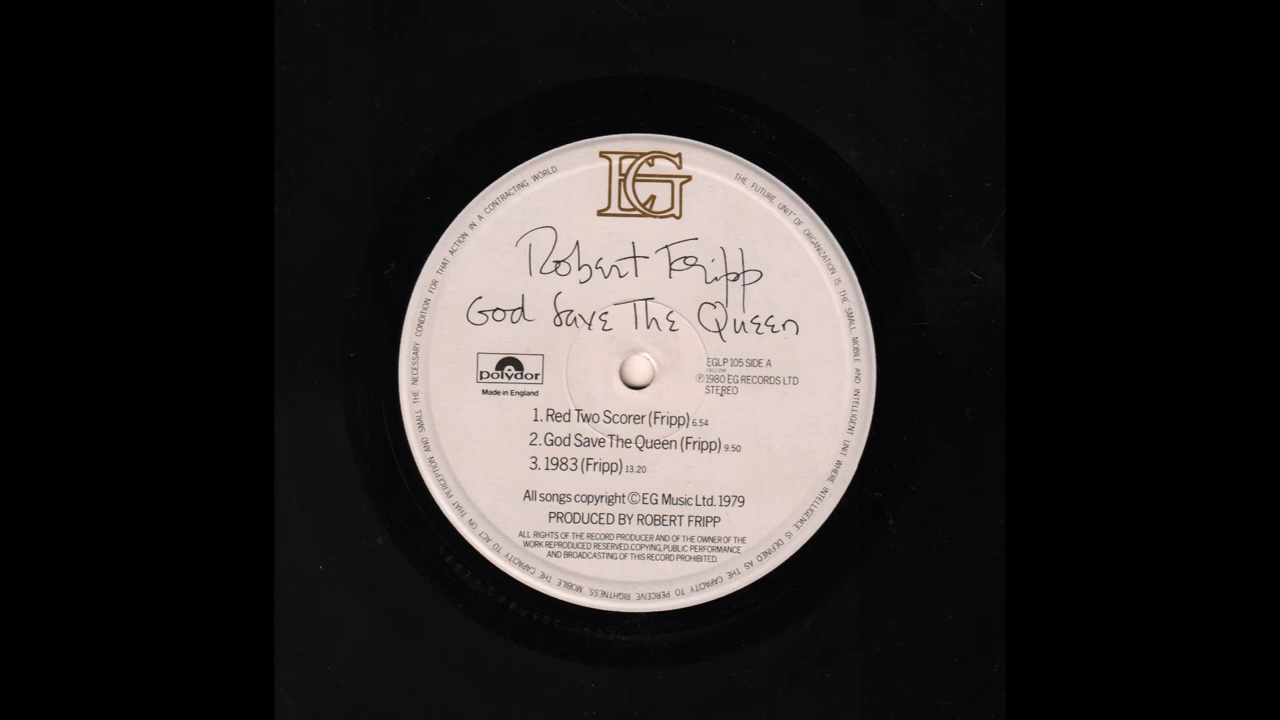 EG
Robert Fripp
God Save The Queen
polydor
Made in England
EGLP 105 SIDE A
℗1980 EG RECORDS LTD
STEREO
1. Red Two Scorer (Fripp) 6.54
2. God Save The Queen (Fripp) 9.50
3. 1983 (Fripp) 13.20
All songs copyright ©EG Music Ltd. 1979
PRODUCED BY ROBERT FRIPP
ALL RIGHTS OF THE RECORD PRODUCER AND OF THE OWNER OF THE
WORK REPRODUCED RESERVED. COPYING, PUBLIC PERFORMANCE
AND BROADCASTING OF THIS RECORD PROHIBITED.
THE FUTURE UNIT OF ORGANIZATION IS THE SMALL, MOBILE AND INTELLIGENT UNIT WHERE INTELLIGENCE IS DEFINED AS THE CAPACITY TO PERCEIVE RIGHTNESS, MOBILE THE CAPACITY TO ACT ON THAT PERCEPTION AND SMALL THE NECESSARY CONDITION FOR THAT ACTION IN A CONTRACTING WORLD.